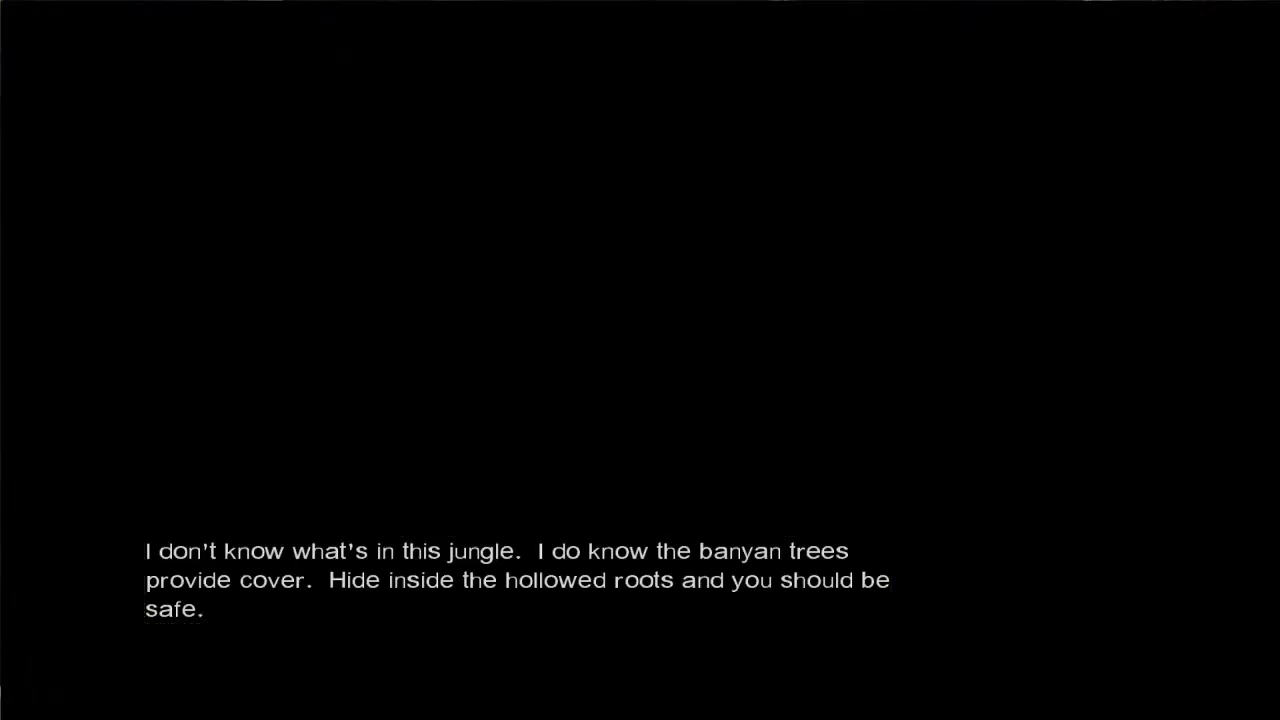 I don't know what's in this jungle.  I do know the banyan trees
provide cover.  Hide inside the hollowed roots and you should be
safe.